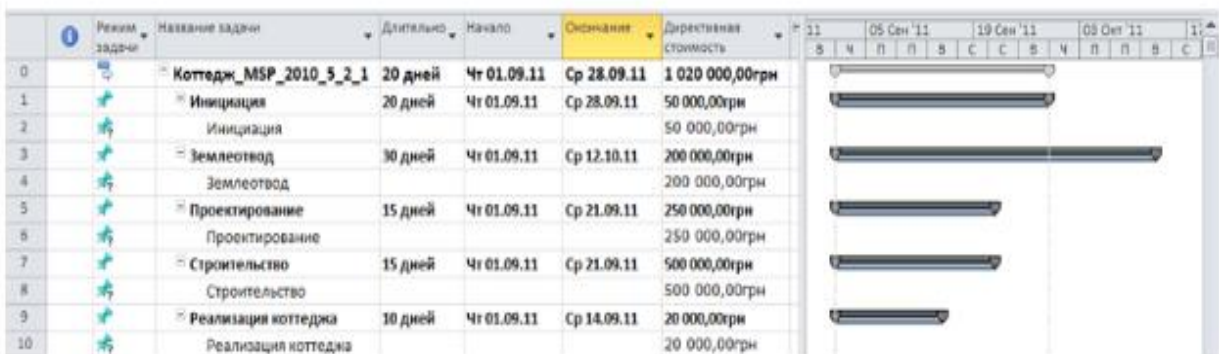 Режим задачи Название задачи Длительно Начало Окончание Директивная стоимость 11 05 Сен '11 19 Сен '11 03 Окт '11
В Ч П П В С С В Ч П П В С
0 Коттедж_MSP_2010_5_2_1 20 дней Чт 01.09.11 Ср 28.09.11 1 020 000,00грн
1 Инициация 20 дней Чт 01.09.11 Ср 28.09.11 50 000,00грн
2 Инициация 50 000,00грн
3 Землеотвод 30 дней Чт 01.09.11 Ср 12.10.11 200 000,00грн
4 Землеотвод 200 000,00грн
5 Проектирование 15 дней Чт 01.09.11 Ср 21.09.11 250 000,00грн
6 Проектирование 250 000,00грн
7 Строительство 15 дней Чт 01.09.11 Ср 21.09.11 500 000,00грн
8 Строительство 500 000,00грн
9 Реализация коттеджа 10 дней Чт 01.09.11 Ср 14.09.11 20 000,00грн
10 Реализация коттеджа 20 000,00грн